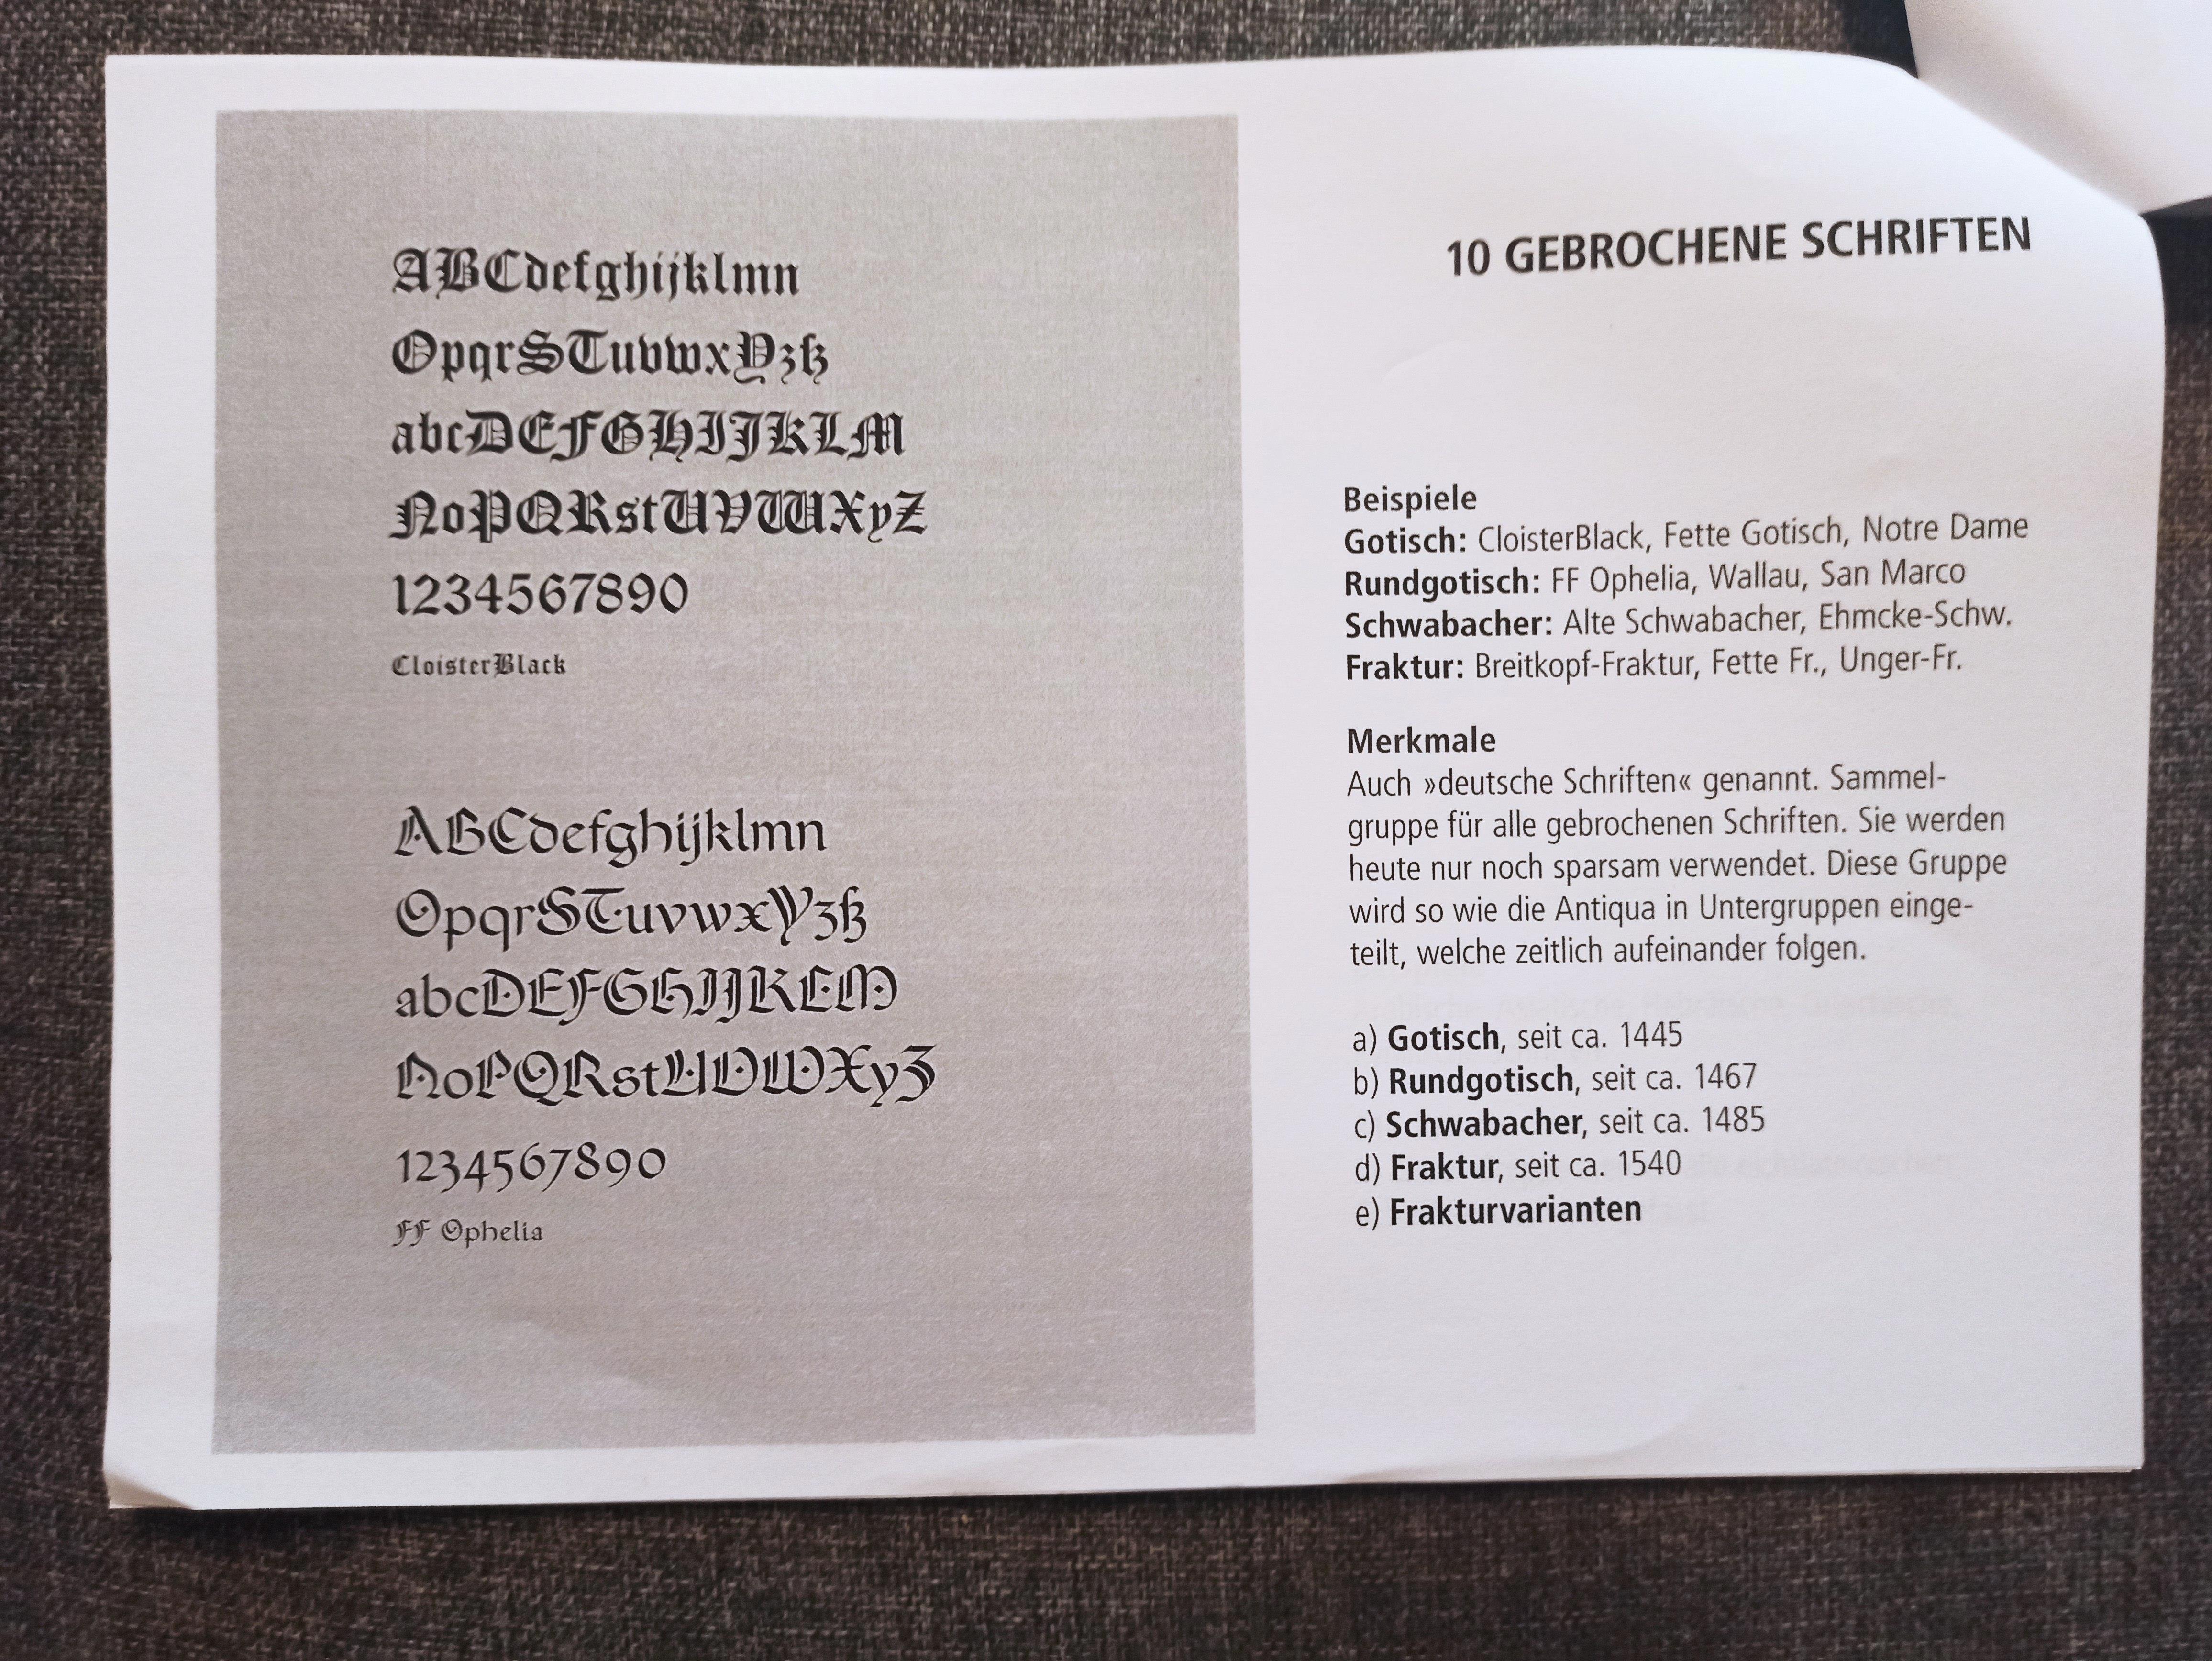 ABCdefghijklmn
OpqrSTuvwxYzß
abcDEFGHIJKLM
NoPQRstUVWXyZ
1234567890
CloisterBlack
ABCdefghijklmn
OpqrSTuvwxYzß
abcDEFGHIJKLM
NoPQRstUVWXyZ
1234567890
FF Ophelia
10 GEBROCHENE SCHRIFTEN
Beispiele
Gotisch: CloisterBlack, Fette Gotisch, Notre Dame
Rundgotisch: FF Ophelia, Wallau, San Marco
Schwabacher: Alte Schwabacher, Ehmcke-Schw.
Fraktur: Breitkopf-Fraktur, Fette Fr., Unger-Fr.
Merkmale
Auch »deutsche Schriften« genannt. Sammel-
gruppe für alle gebrochenen Schriften. Sie werden
heute nur noch sparsam verwendet. Diese Gruppe
wird so wie die Antiqua in Untergruppen einge-
teilt, welche zeitlich aufeinander folgen.
a) Gotisch, seit ca. 1445
b) Rundgotisch, seit ca. 1467
c) Schwabacher, seit ca. 1485
d) Fraktur, seit ca. 1540
e) Frakturvarianten